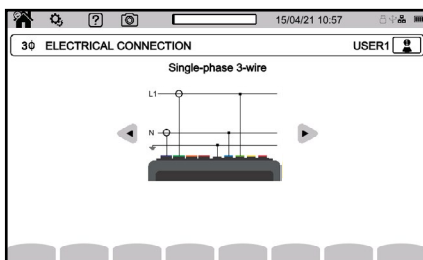 15/04/21 10:57
3ϕ ELECTRICAL CONNECTION USER1
Single-phase 3-wire
L1
N